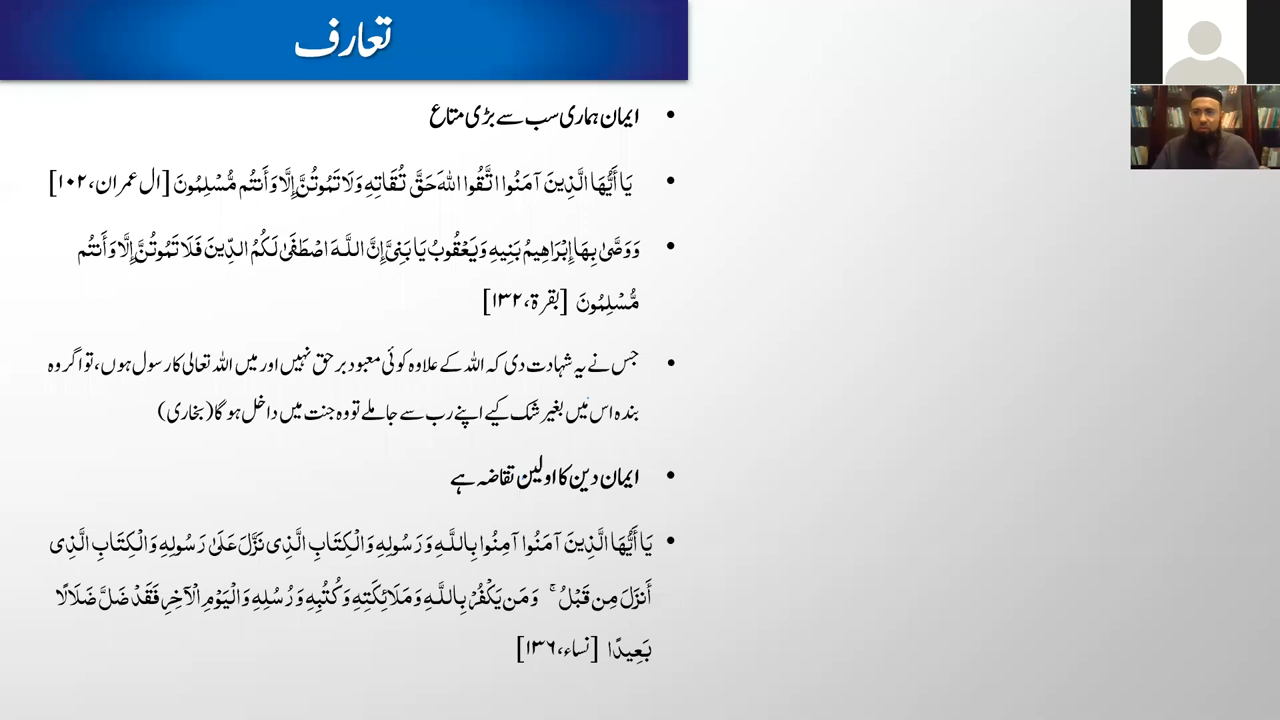 تعارف
• ایمان ہماری سب سے بڑی متاع
• يَا أَيُّهَا الَّذِينَ آمَنُوا اتَّقُوا اللَّهَ حَقَّ تُقَاتِهِ وَلَا تَمُوتُنَّ إِلَّا وَأَنتُم مُّسْلِمُونَ [ال عمران، ۱۰۲]
• وَوَصَّىٰ بِهَا إِبْرَاهِيمُ بَنِيهِ وَيَعْقُوبُ يَا بَنِيَّ إِنَّ اللَّهَ اصْطَفَىٰ لَكُمُ الدِّينَ فَلَا تَمُوتُنَّ إِلَّا وَأَنتُم
مُّسْلِمُونَ [بقرۃ، ۱۳۲]
• جس نے یہ شہادت دی کہ اللہ کے علاوہ کوئی معبود برحق نہیں اور میں اللہ تعالی کا رسول ہوں، تو اگر وہ
بندہ اس میں بغیر شک کیے اپنے رب سے جا ملے تو وہ جنت میں داخل ہو گا (بخاری)
• ایمان دین کا اولین تقاضہ ہے
• يَا أَيُّهَا الَّذِينَ آمَنُوا آمِنُوا بِاللَّهِ وَرَسُولِهِ وَالْكِتَابِ الَّذِي نَزَّلَ عَلَىٰ رَسُولِهِ وَالْكِتَابِ الَّذِي
أَنزَلَ مِن قَبْلُ ۚ وَمَن يَكْفُرْ بِاللَّهِ وَمَلَائِكَتِهِ وَكُتُبِهِ وَرُسُلِهِ وَالْيَوْمِ الْآخِرِ فَقَدْ ضَلَّ ضَلَالًا
بَعِيدًا [نساء، ۱۳۶]